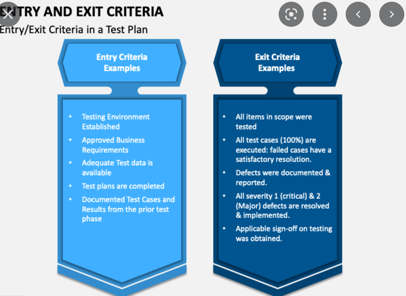 ENTRY AND EXIT CRITERIA
Entry/Exit Criteria in a Test Plan
Entry Criteria
Examples
• Testing Environment
Established
• Approved Business
Requirements
• Adequate Test data is
available
• Test plans are completed
• Documented Test Cases and
Results from the prior test
phase
Exit Criteria
Examples
• All items in scope were
tested
• All test cases (100%) are
executed: failed cases have a
satisfactory resolution.
• Defects were documented &
reported.
• All severity 1 (critical) & 2
(Major) defects are resolved
& implemented.
• Applicable sign-off on testing
was obtained.